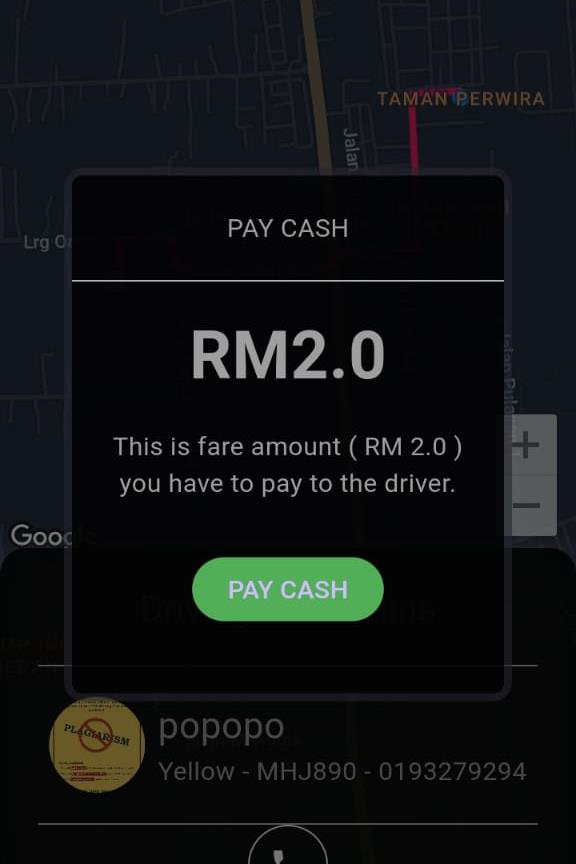 TAMAN PERWIRA
Jalan
PAY CASH
Lrg
RM2.0
This is fare amount ( RM 2.0 )
you have to pay to the driver.
Google
PAY CASH
PLAGIARISM
popopo
Yellow - MHJ890 - 0193279294